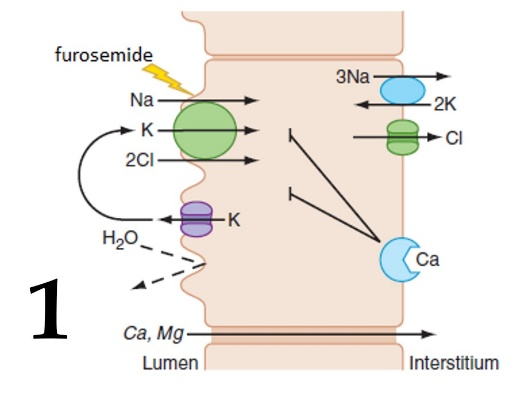 furosemide
3Na
Na
2K
K
Cl
2Cl
K
H₂O
Ca
1
Ca, Mg
Lumen
Interstitium